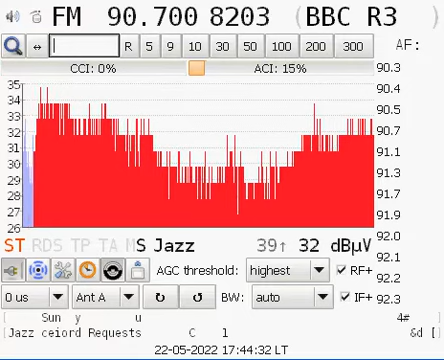 FM 90.700 8203 (BBC R3 )
↔ R 5 9 10 30 50 100 200 300 AF:
CCI: 0% ACI: 15% 90.3
35 90.4
34 90.5
33 90.7
32 91.1
31 91.3
30 91.7
29 91.9
28 92.0
27 92.1
26 92.2
92.3
ST RDS TP TA MS Jazz 39↑ 32 dBµV
AGC threshold: highest RF+
0 us Ant A ↻ ↺ BW: auto IF+
[ Sun y u 4# ]
[Jazz ceiord Requests C l &d [ ]
22-05-2022 17:44:32 LT